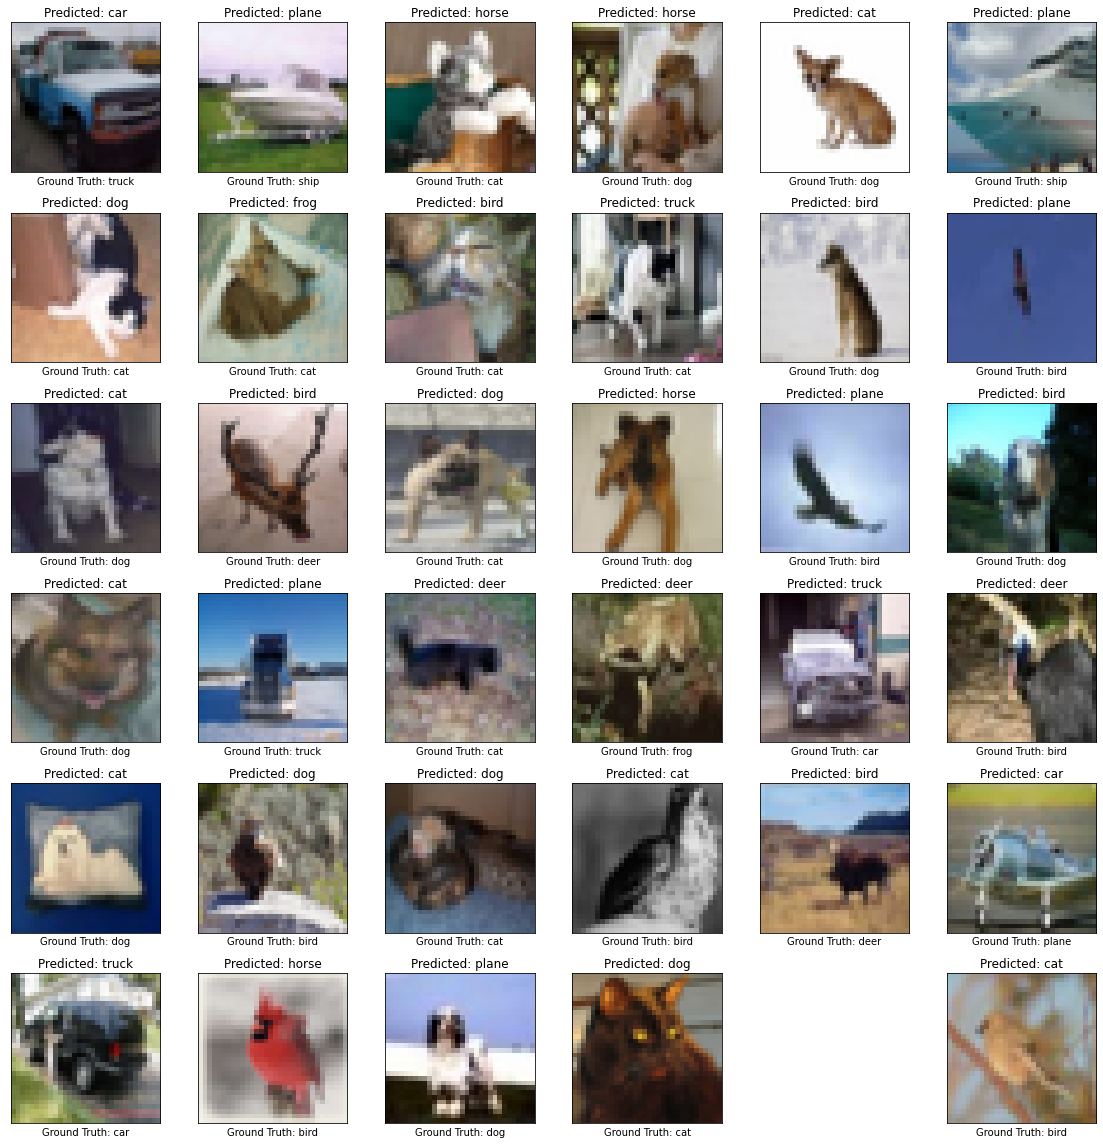 Predicted: car Predicted: plane Predicted: horse Predicted: horse Predicted: cat Predicted: plane
Ground Truth: truck Ground Truth: ship Ground Truth: cat Ground Truth: dog Ground Truth: dog Ground Truth: ship
Predicted: dog Predicted: frog Predicted: bird Predicted: truck Predicted: bird Predicted: plane
Ground Truth: cat Ground Truth: cat Ground Truth: cat Ground Truth: cat Ground Truth: dog Ground Truth: bird
Predicted: cat Predicted: bird Predicted: dog Predicted: horse Predicted: plane Predicted: bird
Ground Truth: dog Ground Truth: deer Ground Truth: cat Ground Truth: dog Ground Truth: bird Ground Truth: dog
Predicted: cat Predicted: plane Predicted: deer Predicted: deer Predicted: truck Predicted: deer
Ground Truth: dog Ground Truth: truck Ground Truth: cat Ground Truth: frog Ground Truth: car Ground Truth: bird
Predicted: cat Predicted: dog Predicted: dog Predicted: cat Predicted: bird Predicted: car
Ground Truth: dog Ground Truth: bird Ground Truth: cat Ground Truth: bird Ground Truth: deer Ground Truth: plane
Predicted: truck Predicted: horse Predicted: plane Predicted: dog Predicted: cat
Ground Truth: car Ground Truth: bird Ground Truth: dog Ground Truth: cat Ground Truth: bird